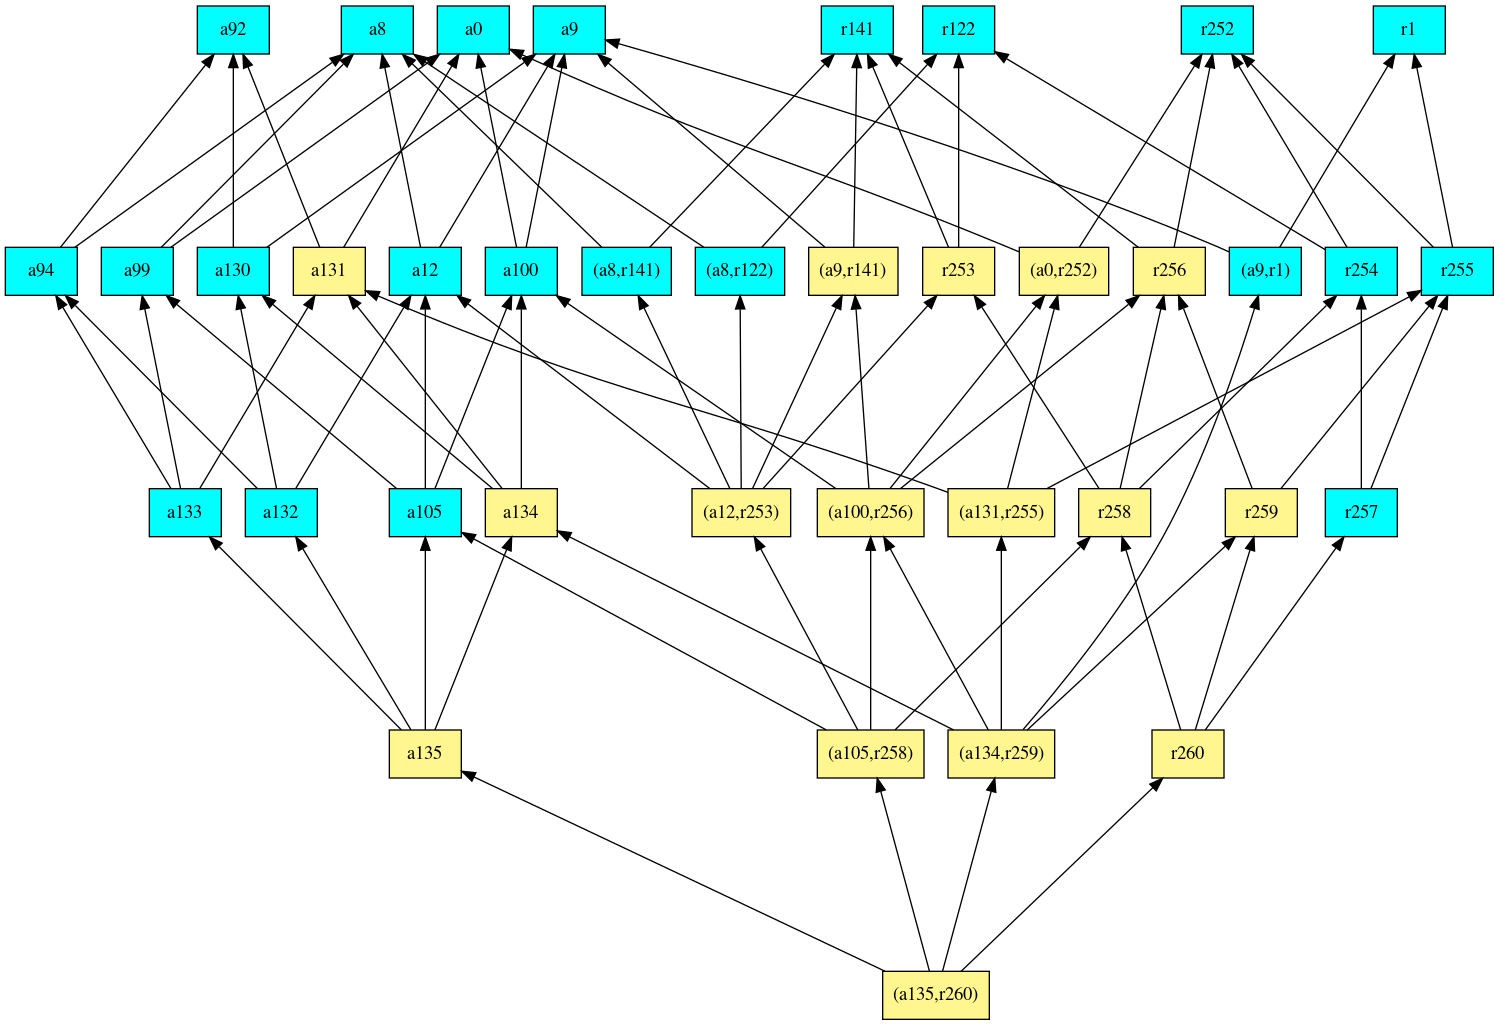 a92
a8
a0
a9
r141
r122
r252
r1
a94
a99
a130
a131
a12
a100
(a8,r141)
(a8,r122)
(a9,r141)
r253
(a0,r252)
r256
(a9,r1)
r254
r255
a133
a132
a105
a134
(a12,r253)
(a100,r256)
(a131,r255)
r258
r259
r257
a135
(a105,r258)
(a134,r259)
r260
(a135,r260)